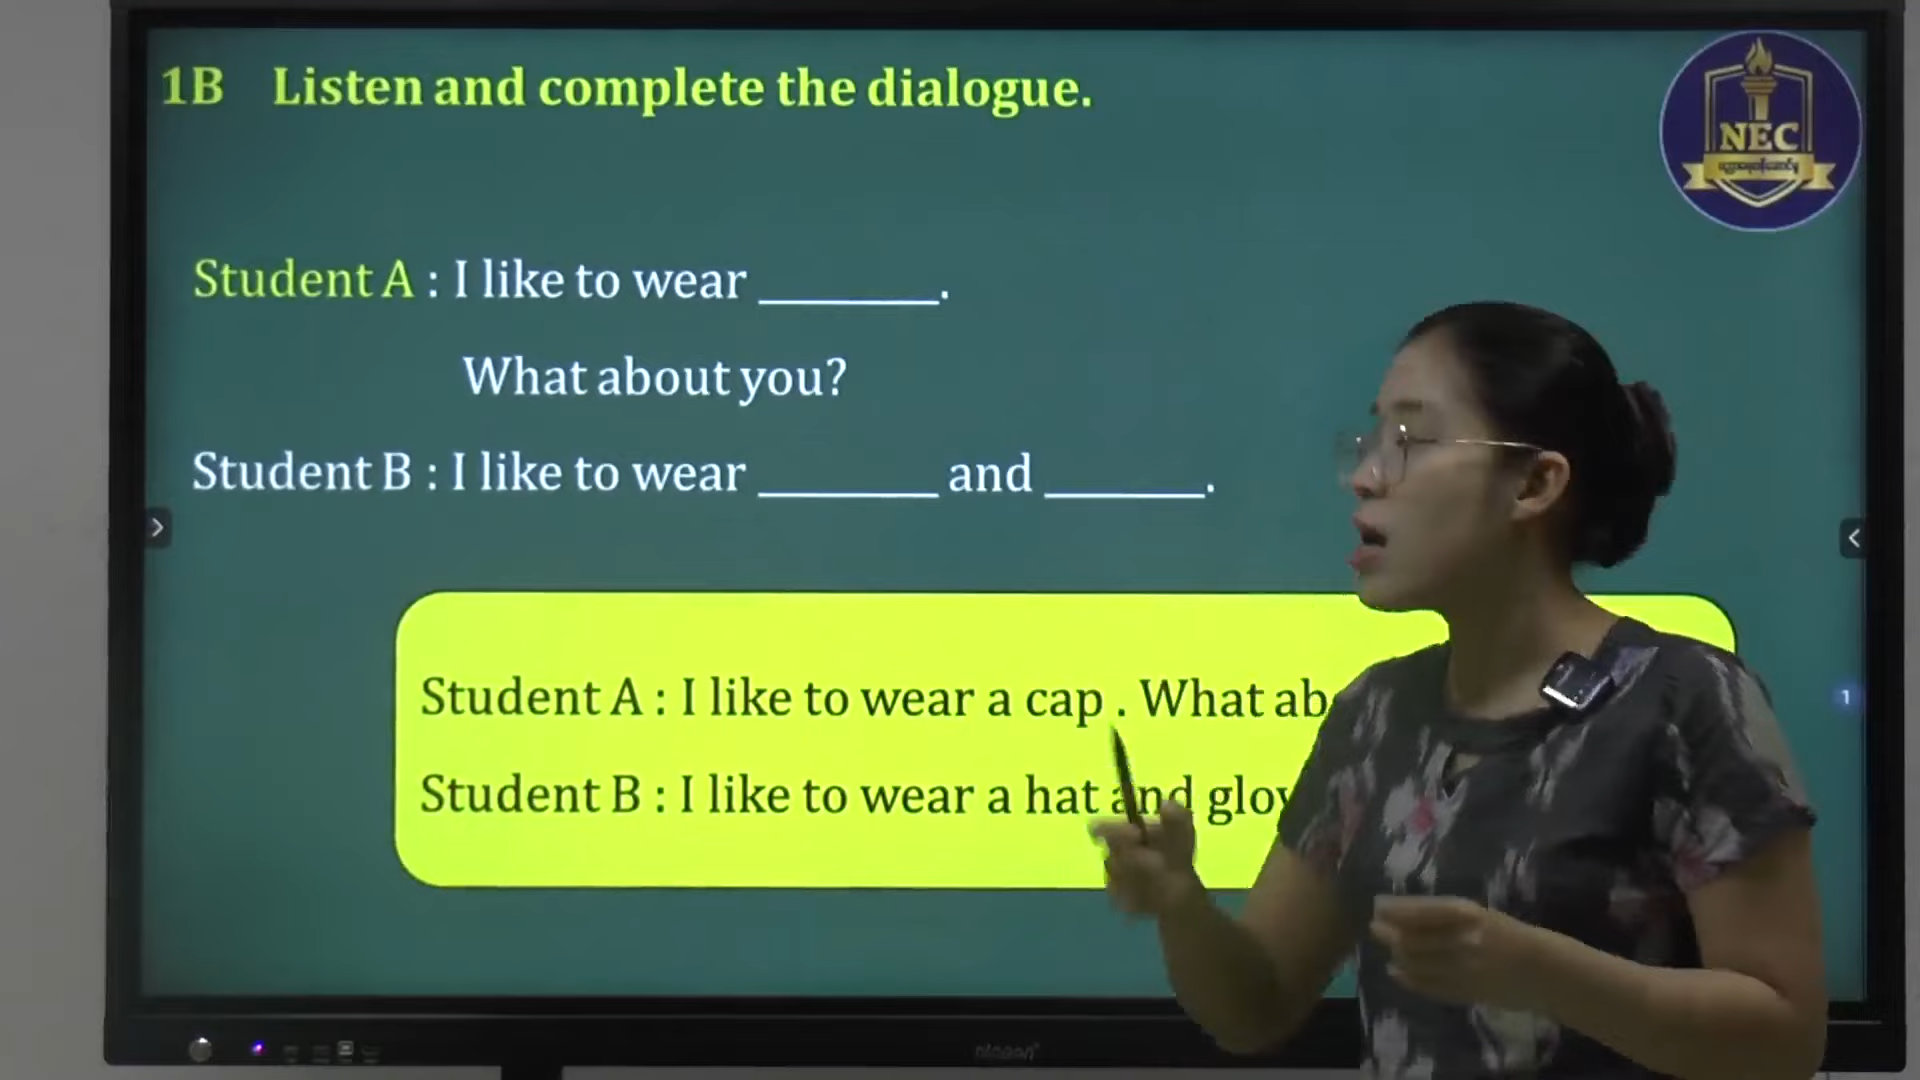 1B Listen and complete the dialogue.
NEC
Student A : I like to wear ________.
What about you?
Student B : I like to wear ________ and _______.
Student A : I like to wear a cap . What ab
Student B : I like to wear a hat and glov
1